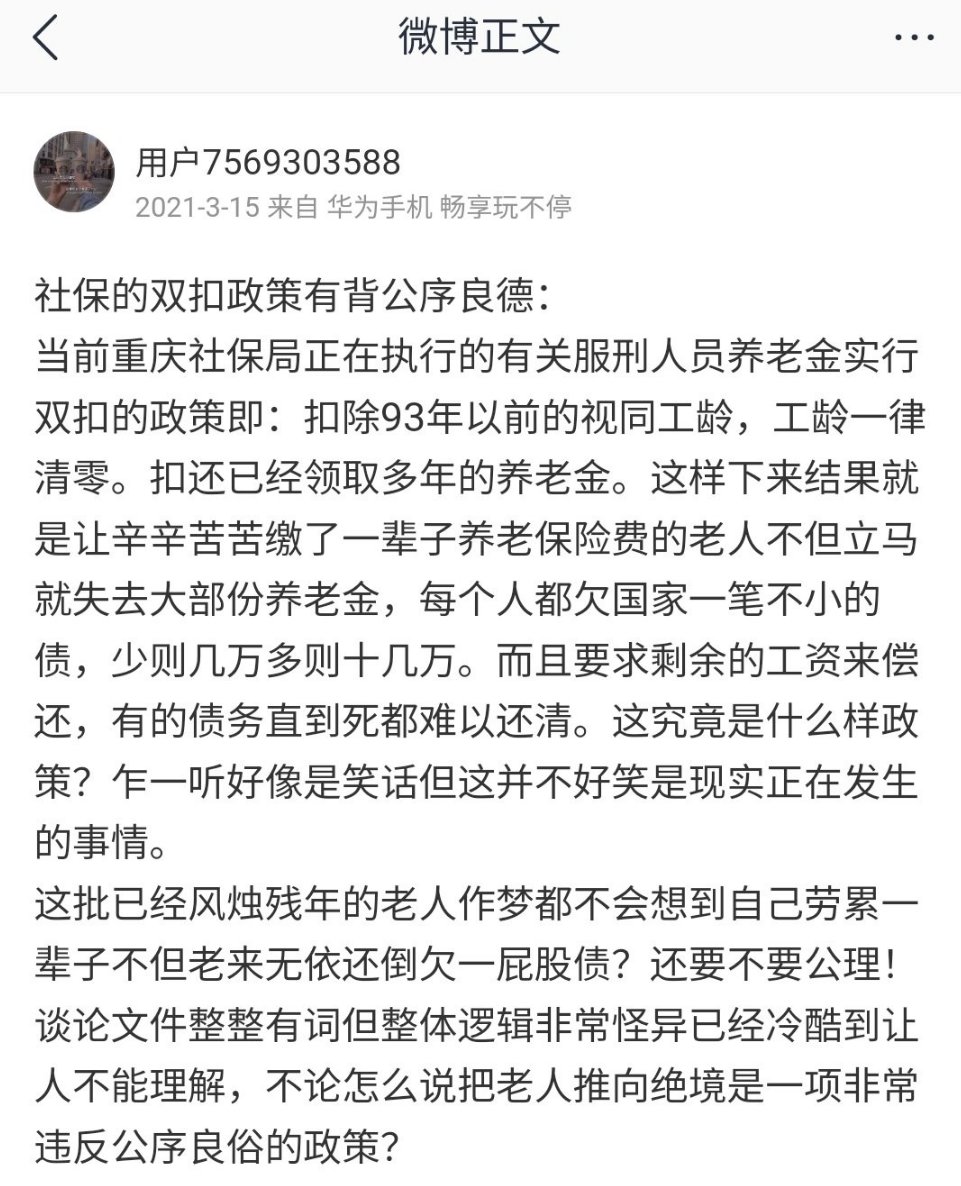 微博正文
用户7569303588
2021-3-15 来自 华为手机 畅享玩不停
社保的双扣政策有背公序良德：
当前重庆社保局正在执行的有关服刑人员养老金实行
双扣的政策即：扣除93年以前的视同工龄，工龄一律
清零。扣还已经领取多年的养老金。这样下来结果就
是让辛辛苦苦缴了一辈子养老保险费的老人不但立马
就失去大部份养老金，每个人都欠国家一笔不小的
债，少则几万多则十几万。而且要求剩余的工资来偿
还，有的债务直到死都难以还清。这究竟是什么样政
策？乍一听好像是笑话但这并不好笑是现实正在发生
的事情。
这批已经风烛残年的老人作梦都不会想到自己劳累一
辈子不但老来无依还倒欠一屁股债？还要不要公理！
谈论文件整整有词但整体逻辑非常怪异已经冷酷到让
人不能理解，不论怎么说把老人推向绝境是一项非常
违反公序良俗的政策？